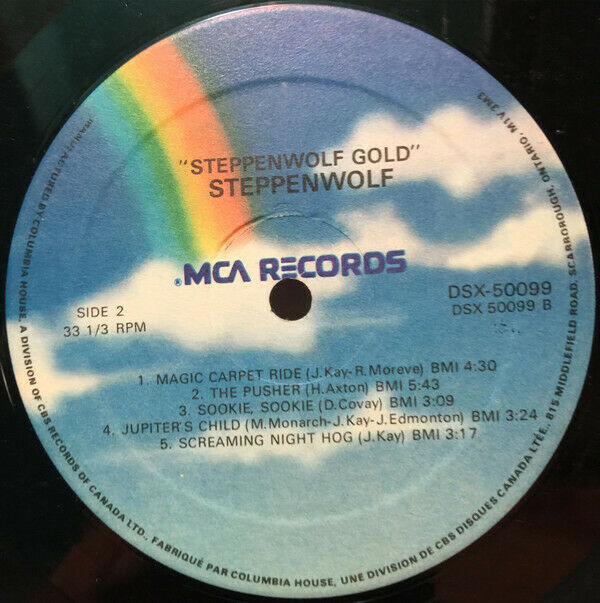 "STEPPENWOLF GOLD"
STEPPENWOLF
®MCA RECORDS
SIDE 2
33 1/3 RPM
DSX-50099
DSX 50099 B
1. MAGIC CARPET RIDE (J.Kay-R.Moreve) BMI 4:30
2. THE PUSHER (H.Axton) BMI 5:43
3. SOOKIE, SOOKIE (D.Covay) BMI 3:09
4. JUPITER'S CHILD (M.Monarch-J.Kay-J.Edmonton) BMI 3:24
5. SCREAMING NIGHT HOG (J.Kay) BMI 3:17
MANUFACTURED BY COLUMBIA HOUSE, A DIVISION OF CBS RECORDS OF CANADA LTD., FABRIQUÉ PAR COLUMBIA HOUSE, UNE DIVISION DE CBS DISQUES CANADA LTÉE., 615 MIDDLEFIELD ROAD, SCARBOROUGH, ONTARIO, M1V 3M3